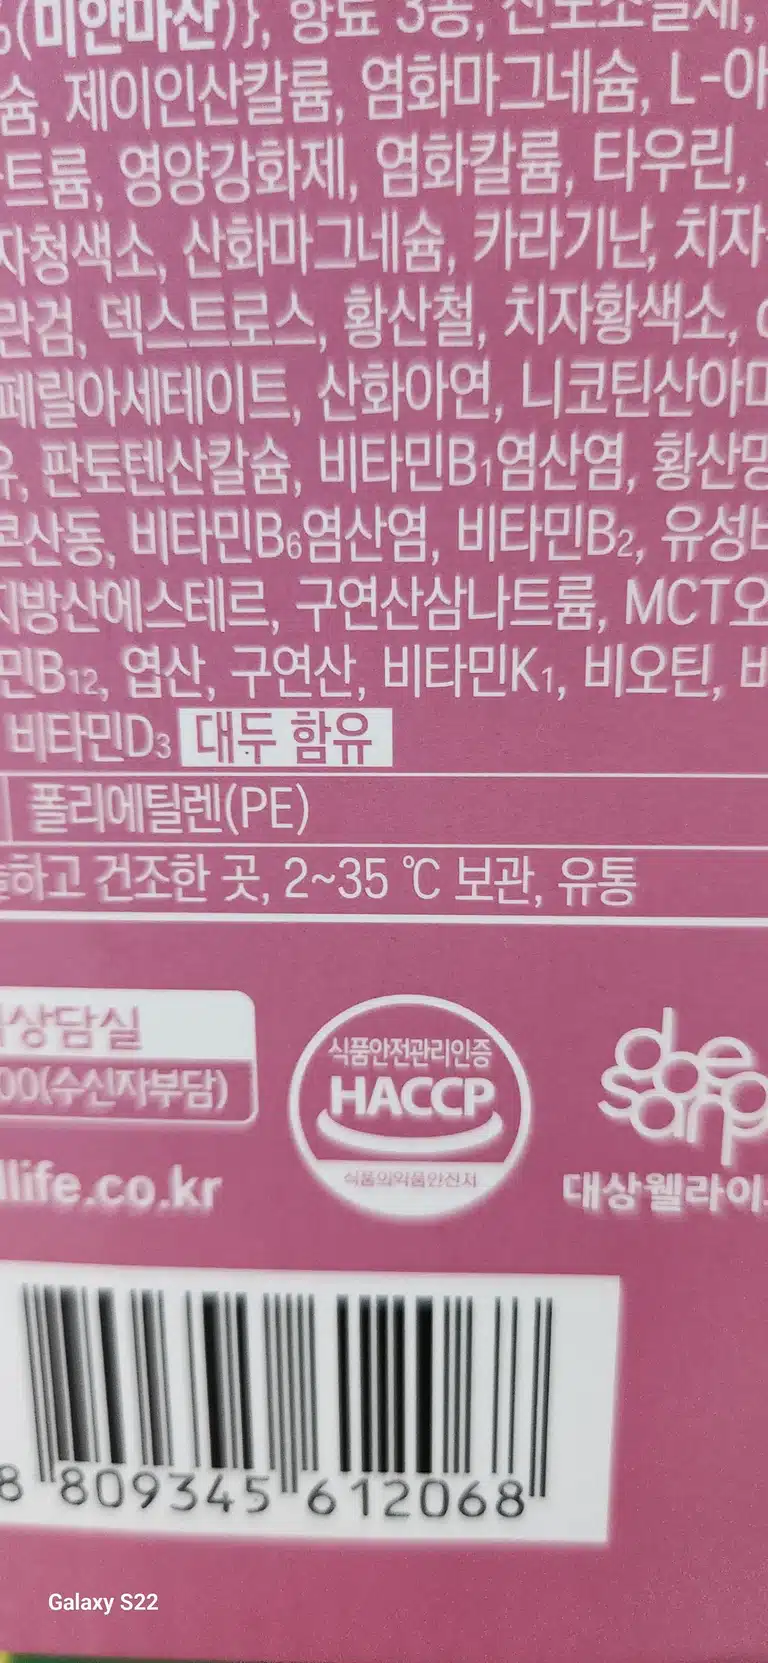 (미얀마산)}, 향료 3종, 산도조절제,
슘, 제이인산칼륨, 염화마그네슘, L-아
트륨, 영양강화제, 염화칼륨, 타우린,
자청색소, 산화마그네슘, 카라기난, 치자
란검, 덱스트로스, 황산철, 치자황색소,
페릴아세테이트, 산화아연, 니코틴산아미
유, 판토텐산칼슘, 비타민B1염산염, 황산망
콘산동, 비타민B6염산염, 비타민B2, 유성비
지방산에스테르, 구연산삼나트륨, MCT오
민B12, 엽산, 구연산, 비타민K1, 비오틴, 비
비타민D3 대두 함유
폴리에틸렌(PE)
하고 건조한 곳, 2~35 ℃ 보관, 유통
상담실
00(수신자부담)
llife.co.kr
식품안전관리인증
HACCP
식품의약품안전처
daesang
대상웰라이
8 809345 612068
Galaxy S22